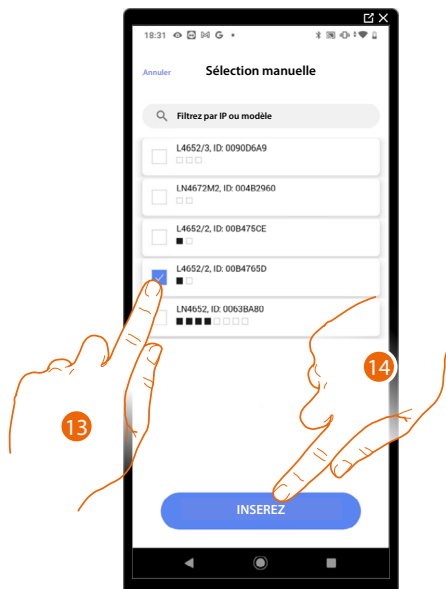 18:31 G
Annuler Sélection manuelle
Filtrez par IP ou modèle
L4652/3, ID: 0090D6A9
LN4672M2, ID: 004B2960
L4652/2, ID: 00B475CE
L4652/2, ID: 00B4765D
LN4652, ID: 0063BA80
13
14
INSEREZ